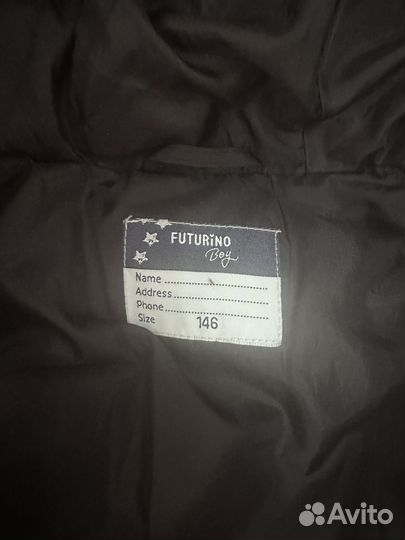 FUTURiNO
Boy
Name
Address
Phone
Size 146
Avito